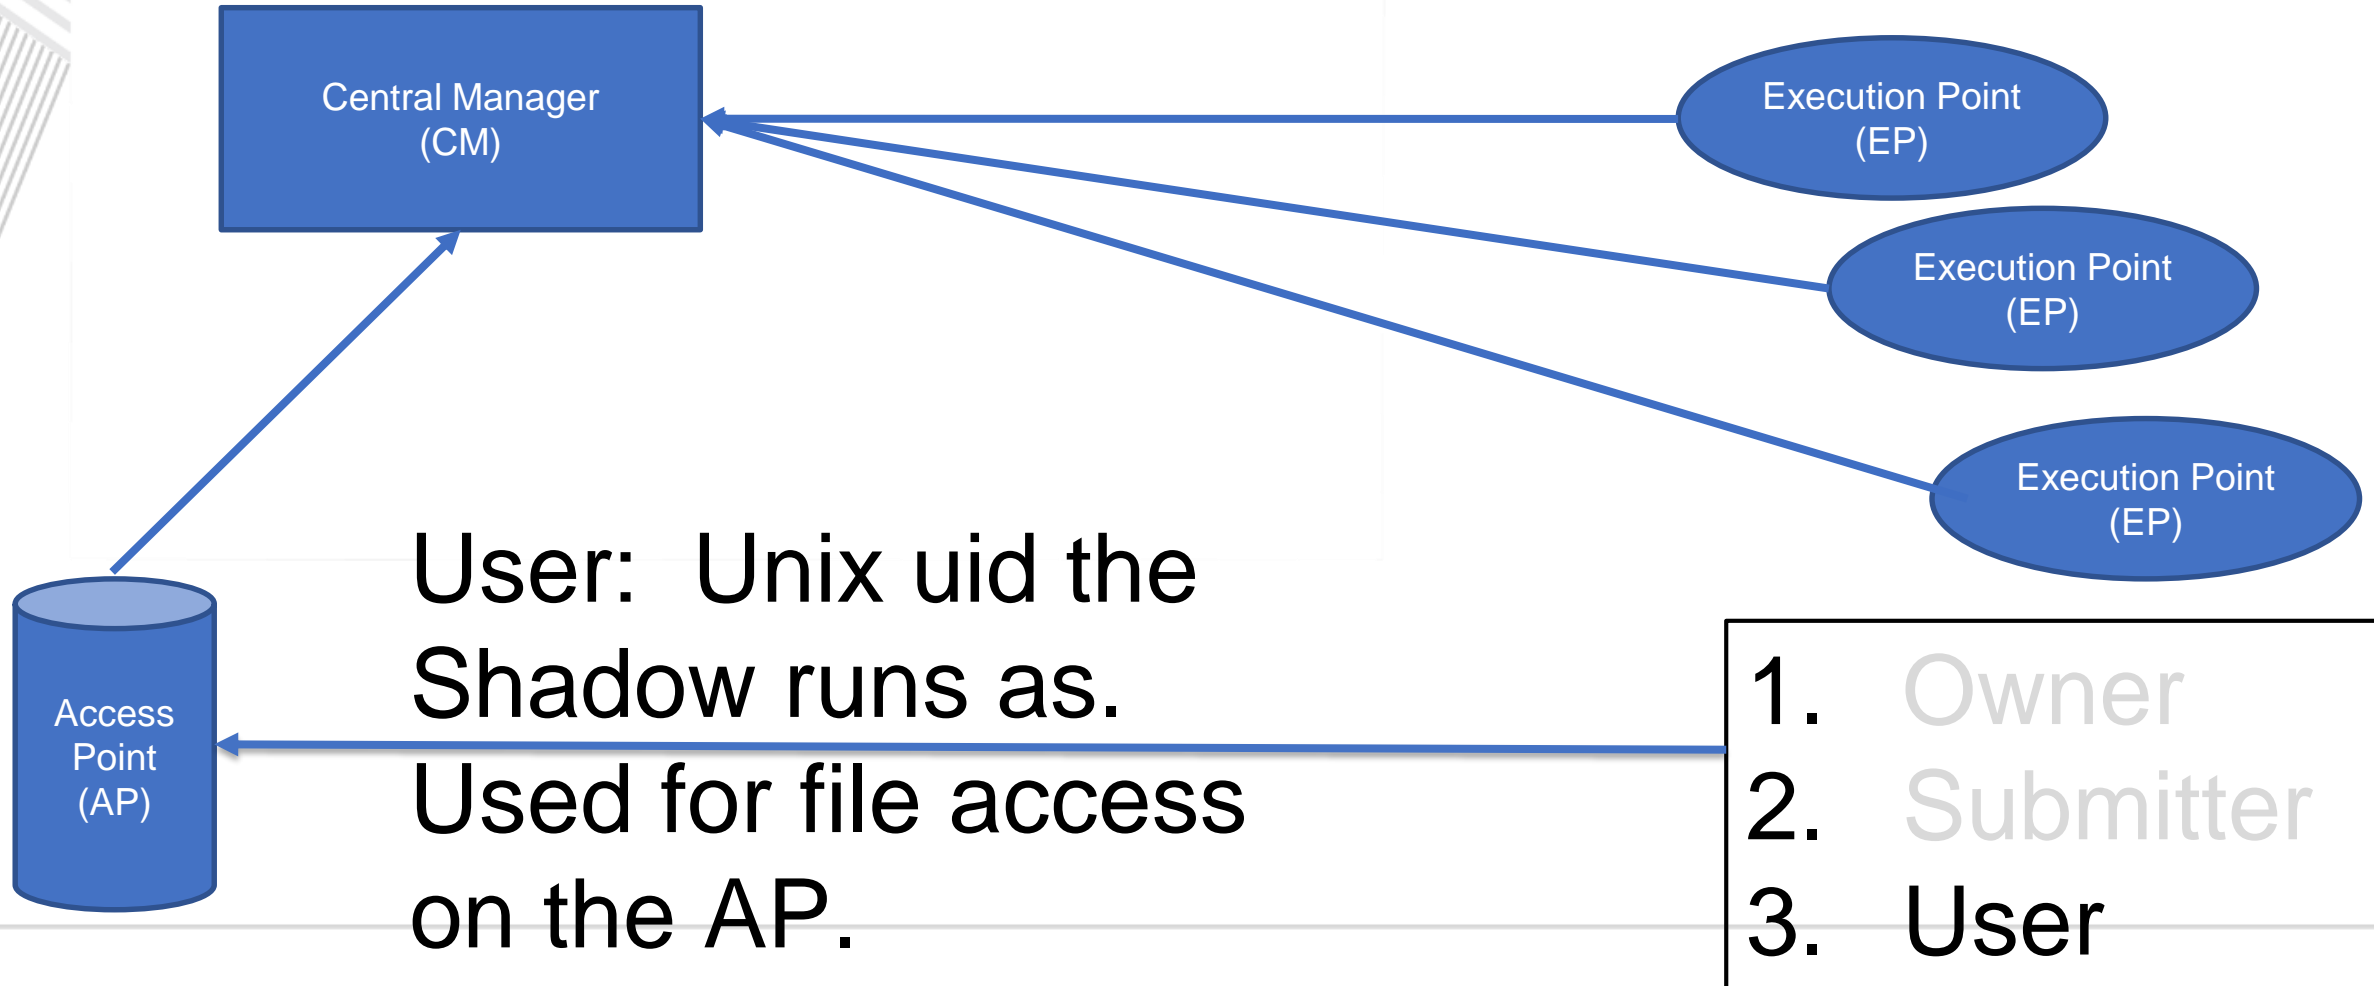 Central Manager
(CM)
Execution Point
(EP)
Execution Point
(EP)
Execution Point
(EP)
Access
Point
(AP)
User: Unix uid the
Shadow runs as.
Used for file access
on the AP.
1. Owner
2. Submitter
3. User